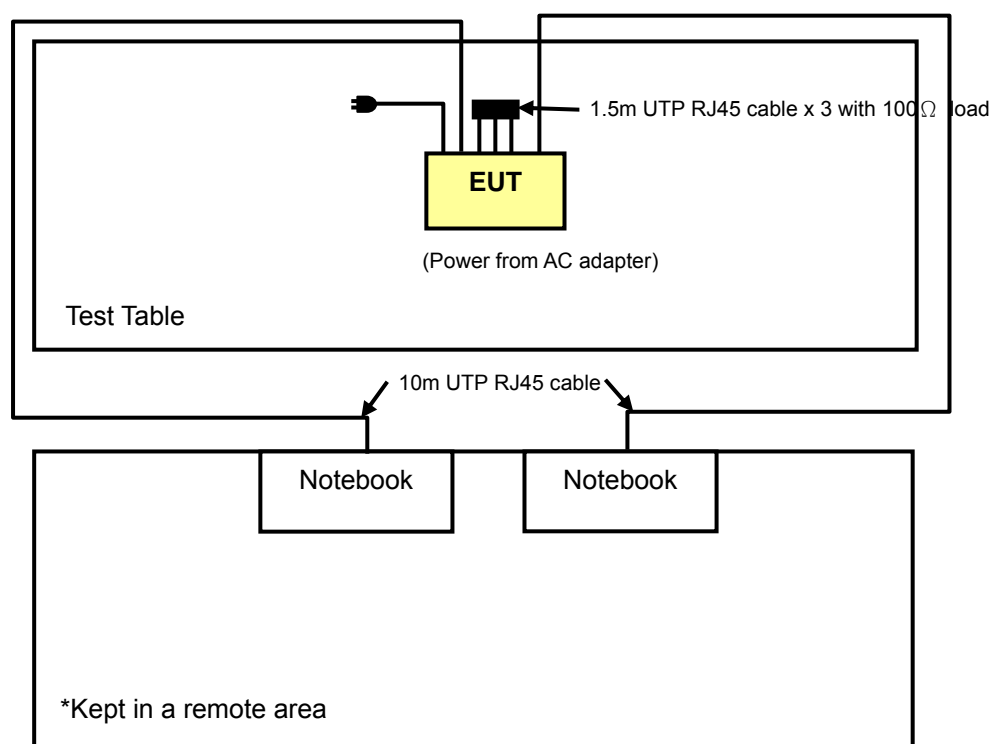 1.5m UTP RJ45 cable x 3 with 100Ω load
EUT
(Power from AC adapter)
Test Table
10m UTP RJ45 cable
Notebook
Notebook
*Kept in a remote area